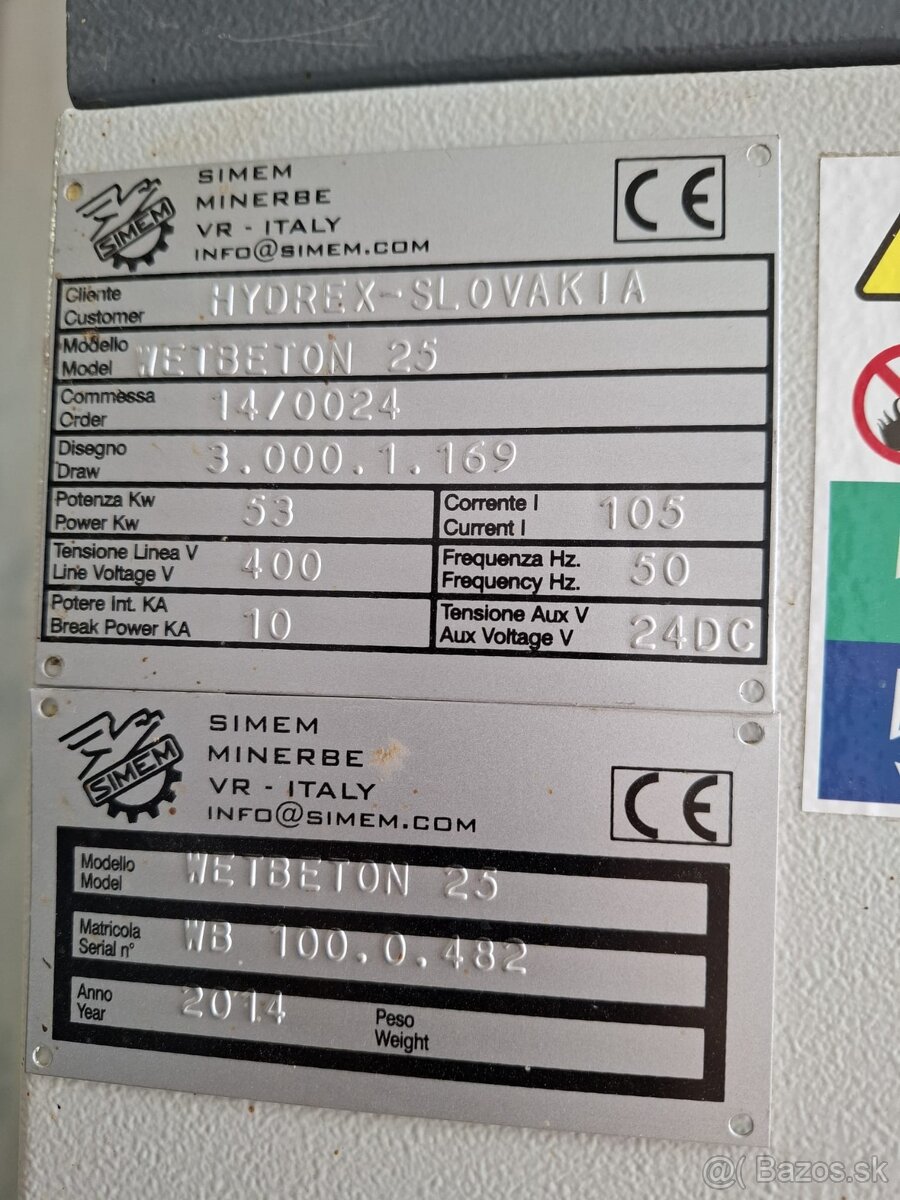 SIMEM
SIMEM
MINERBE
VR - ITALY
INFO@SIMEM.COM
CE
Cliente
Customer
HYDREX-SLOVAKIA
Modello
Model
WETBETON 25
Commessa
Order
14/0024
Disegno
Draw
3.000.1.169
Potenza Kw
Power Kw
53
Corrente I
Current I
105
Tensione Linea V
Line Voltage V
400
Frequenza Hz.
Frequency Hz.
50
Potere Int. KA
Break Power KA
10
Tensione Aux V
Aux Voltage V
24DC
SIMEM
SIMEM
MINERBE
VR - ITALY
INFO@SIMEM.COM
CE
Modello
Model
WETBETON 25
Matricola
Serial n°
WB 100.0.482
Anno
Year
2014
Peso
Weight
@( Bazos.sk